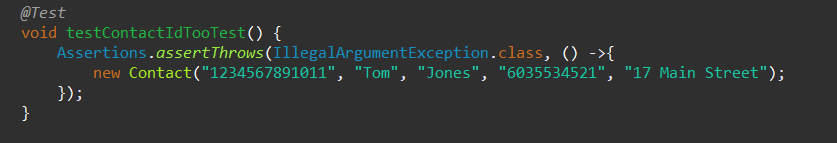 @Test
void testContactIdTooTest() {
Assertions.assertThrows(IllegalArgumentException.class, () ->{
new Contact("1234567891011", "Tom", "Jones", "6035534521", "17 Main Street");
});
}